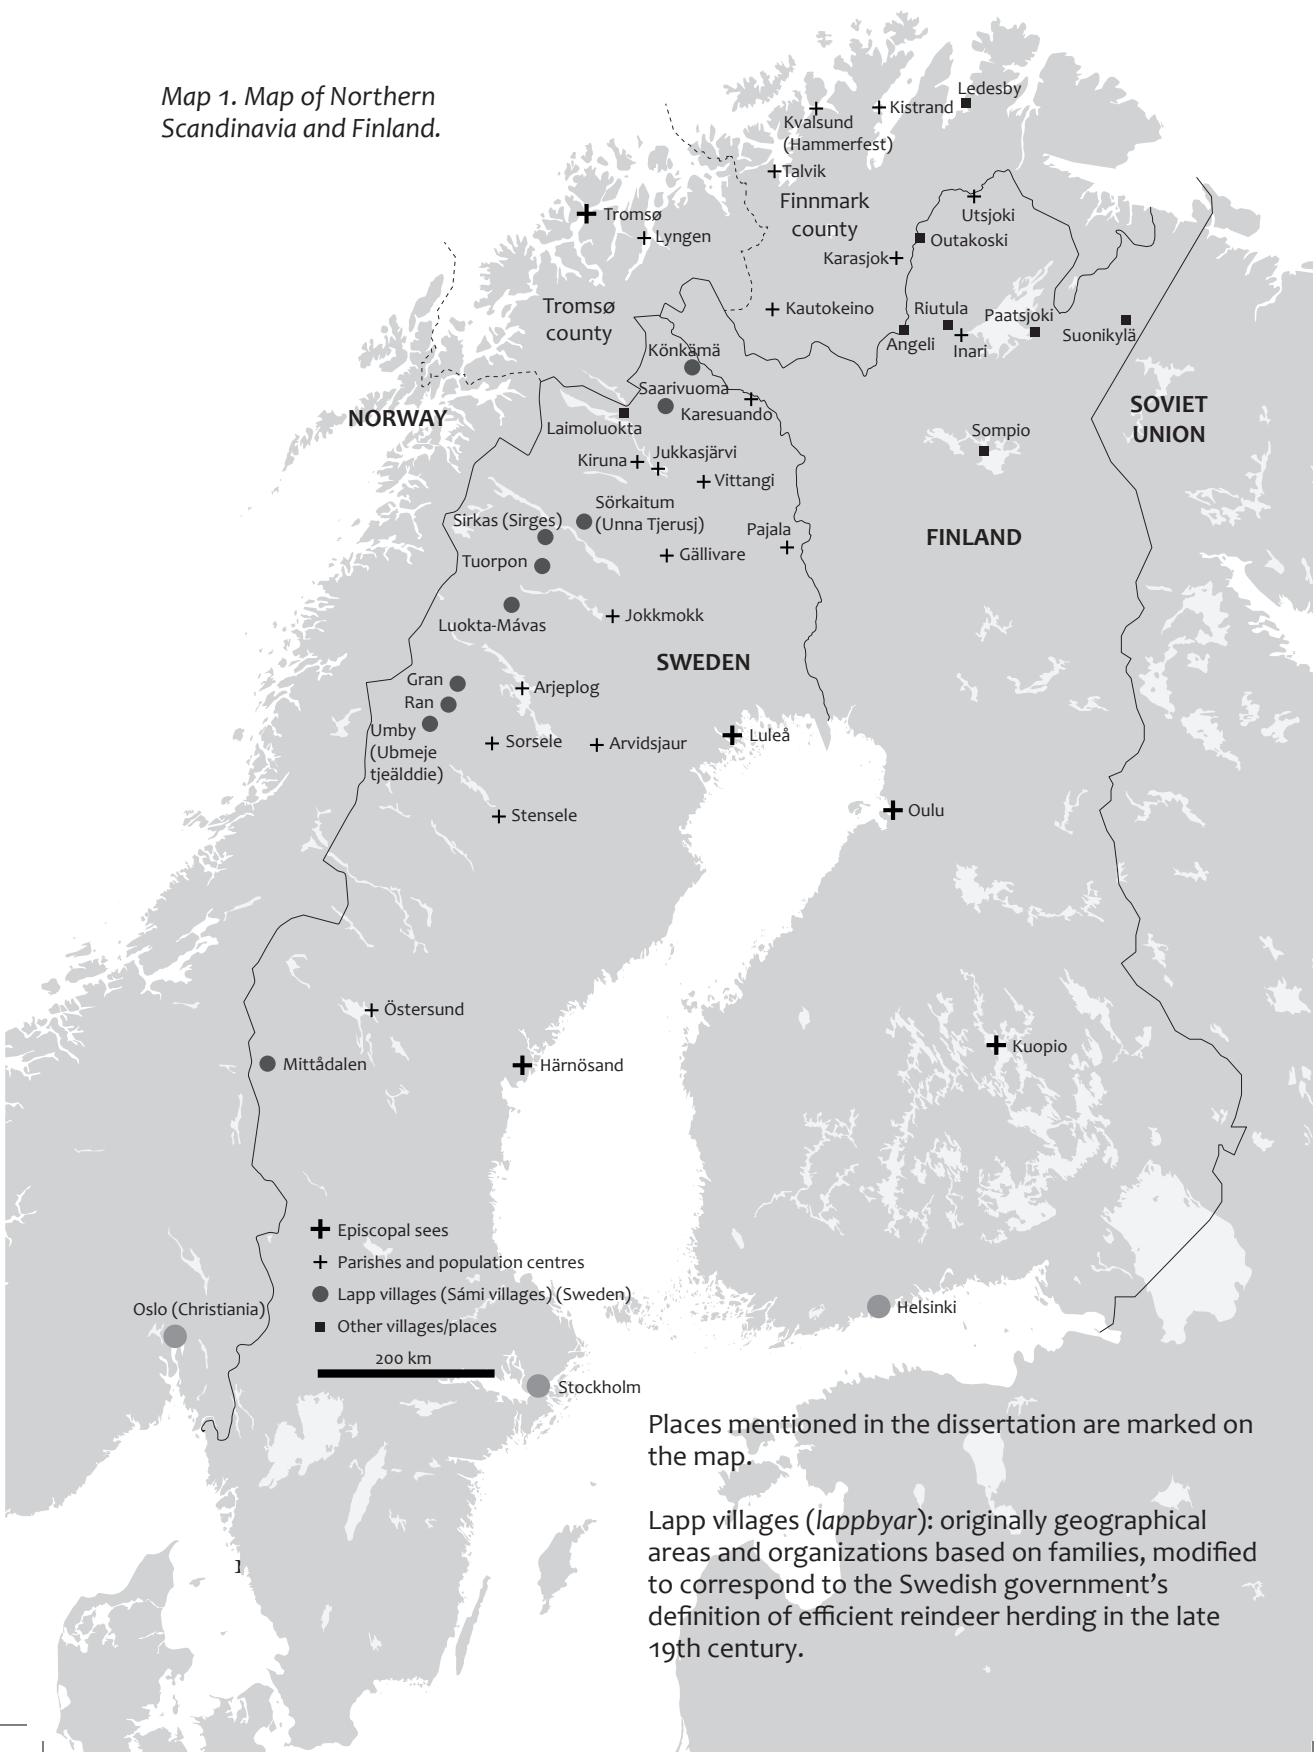 Map 1. Map of Northern
Scandinavia and Finland.
Ledesby
Kistrand
Kvalsund
(Hammerfest)
Talvik
Finnmark
county
Utsjoki
Tromsø
Lyngen
Outakoski
Karasjok
Tromsø
county
Kautokeino
Riutula
Paatsjoki
Suonikylä
Angeli
Inari
Könkämä
Saarivuoma
Karesuando
NORWAY
SOVIET
UNION
Laimoluokta
Sompio
Jukkasjärvi
Kiruna
Vittangi
Sörkaitum
(Unna Tjerusj)
Sirkas (Sirges)
Pajala
FINLAND
Gällivare
Tuorpon
Jokkmokk
Luokta-Mávas
SWEDEN
Gran
Arjeplog
Ran
Umby
(Ubmeje
tjeälddie)
Sorsele
Arvidsjaur
Luleå
Stensele
Oulu
Östersund
Kuopio
Mittådalen
Härnösand
Episcopal sees
Parishes and population centres
Lapp villages (Sámi villages) (Sweden)
Other villages/places
200 km
Oslo (Christiania)
Helsinki
Stockholm
Places mentioned in the dissertation are marked on
the map.
Lapp villages (lappbyar): originally geographical
areas and organizations based on families, modified
to correspond to the Swedish government’s
definition of efficient reindeer herding in the late
19th century.